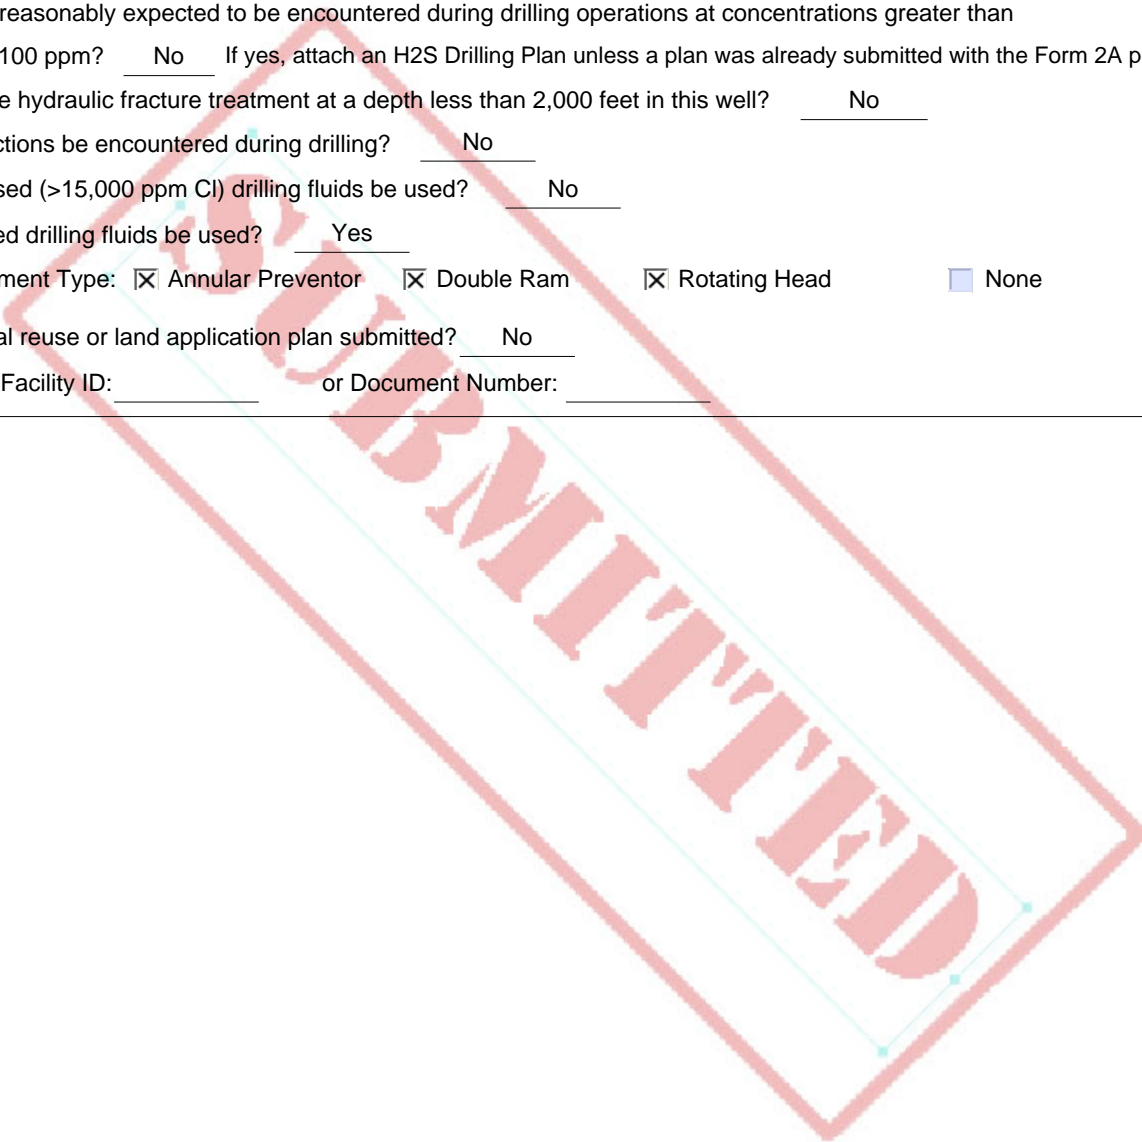 reasonably expected to be encountered during drilling operations at concentrations greater than
100 ppm? No If yes, attach an H2S Drilling Plan unless a plan was already submitted with the Form 2A p
e hydraulic fracture treatment at a depth less than 2,000 feet in this well? No
ctions be encountered during drilling? No
sed (>15,000 ppm Cl) drilling fluids be used? No
ed drilling fluids be used? Yes
ment Type: Annular Preventor Double Ram Rotating Head None
al reuse or land application plan submitted? No
Facility ID: or Document Number:
SUBMITTED